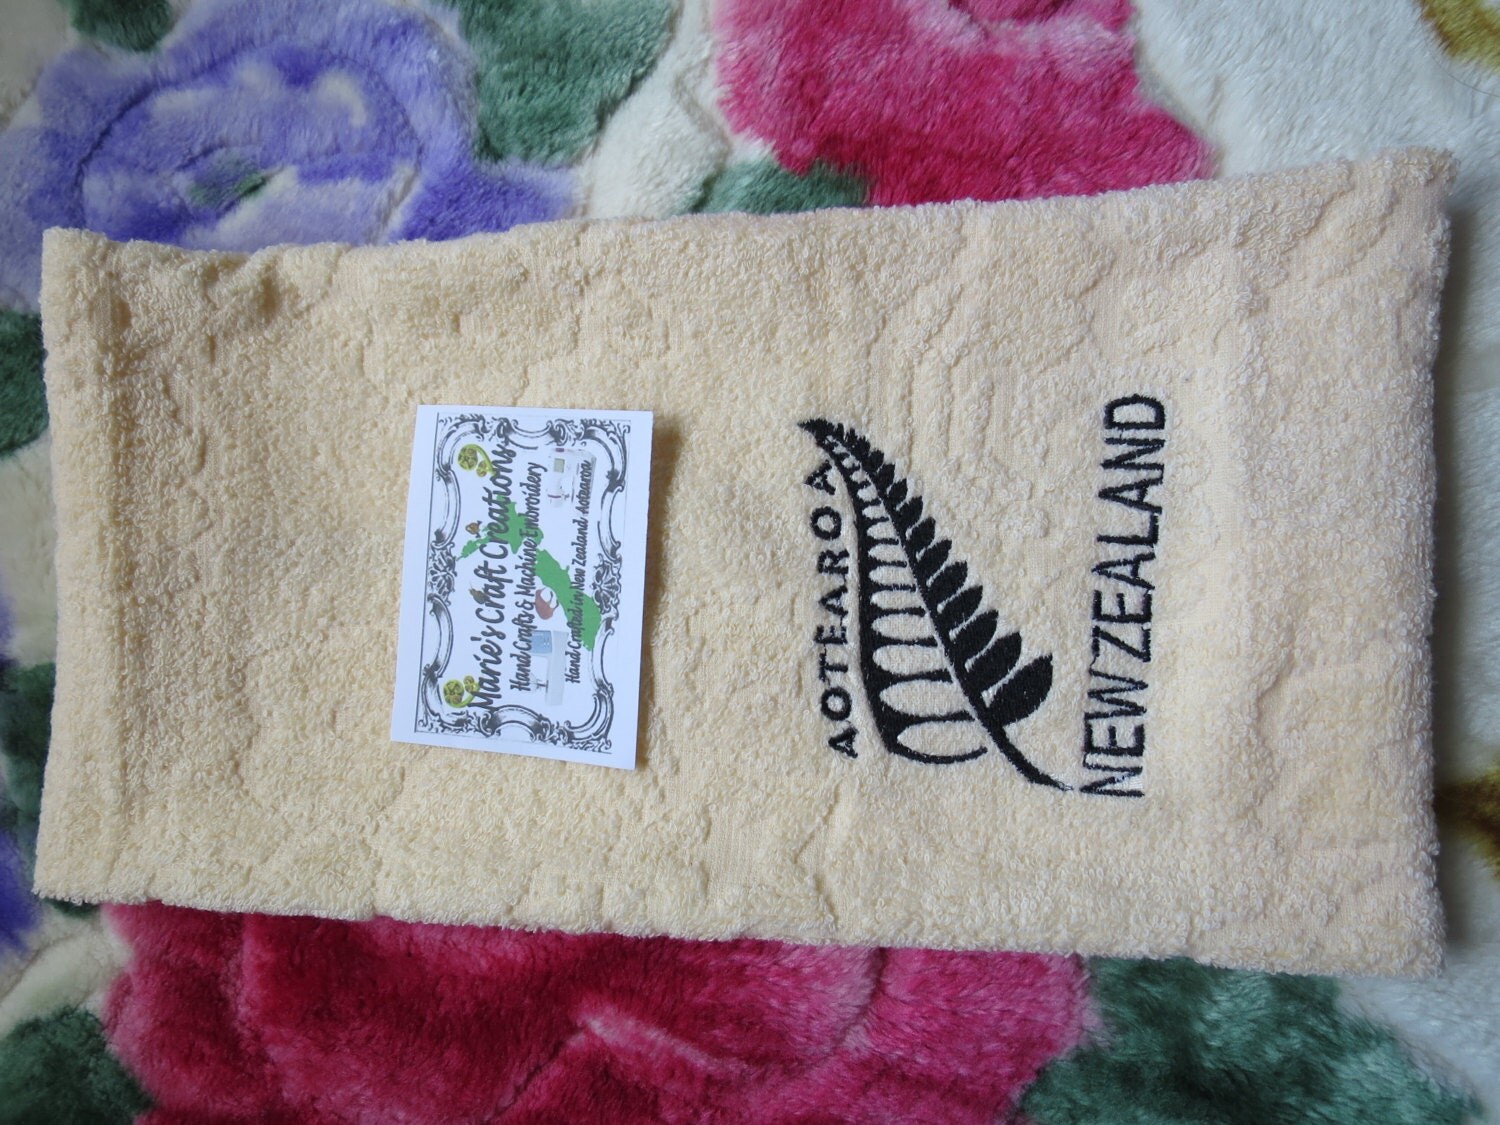 Marie's Craft Creations
Hand Crafts & Machine Embroidery
Hand Crafted in New Zealand Aotearoa
AOTEAROA
NEW ZEALAND